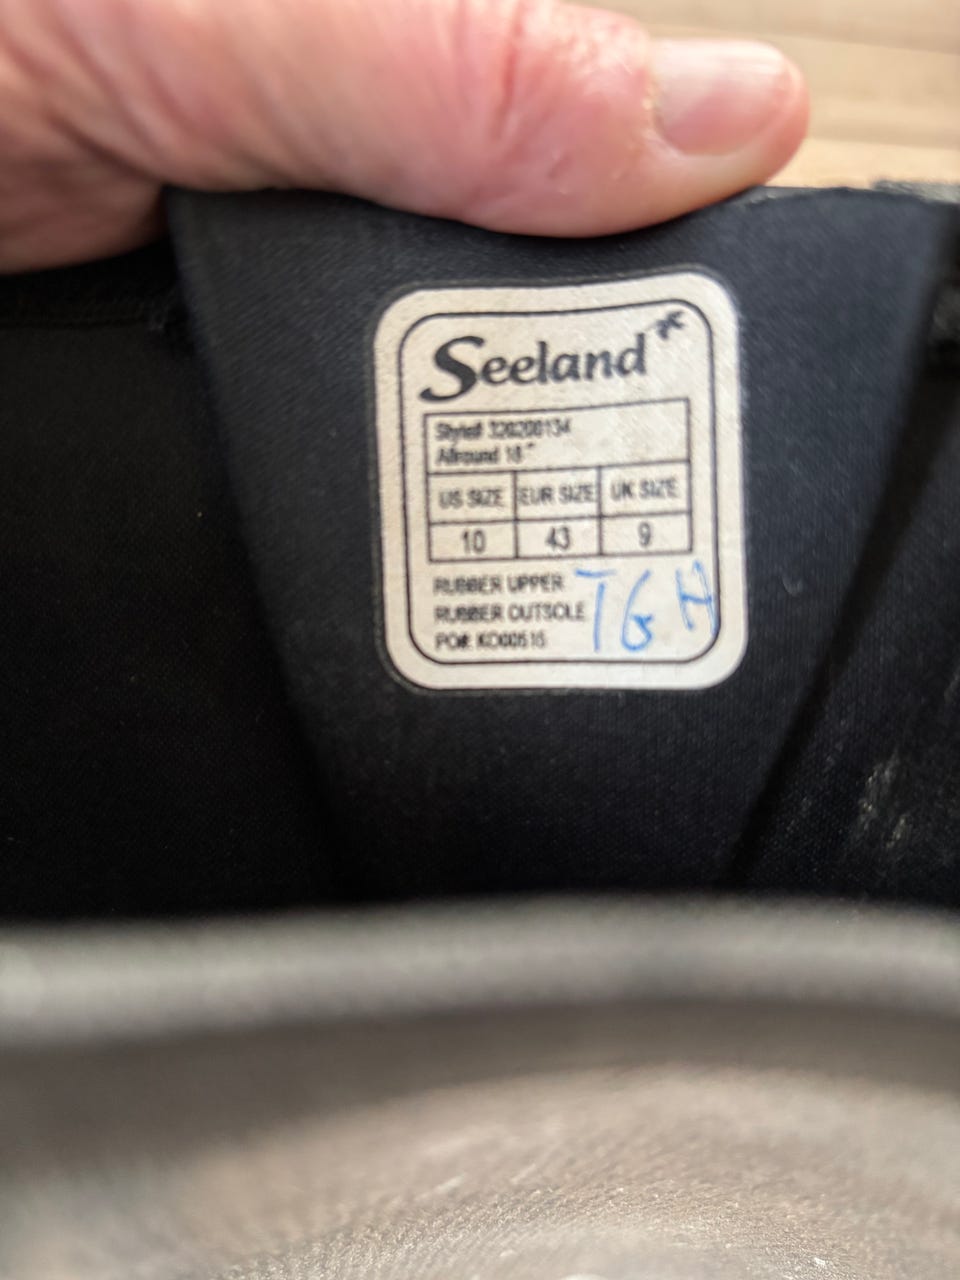 Seeland
Style# 320200134
Allround 18"
US SIZE EUR SIZE UK SIZE
10 43 9
RUBBER UPPER
RUBBER OUTSOLE
PO#: KO00515
TGH